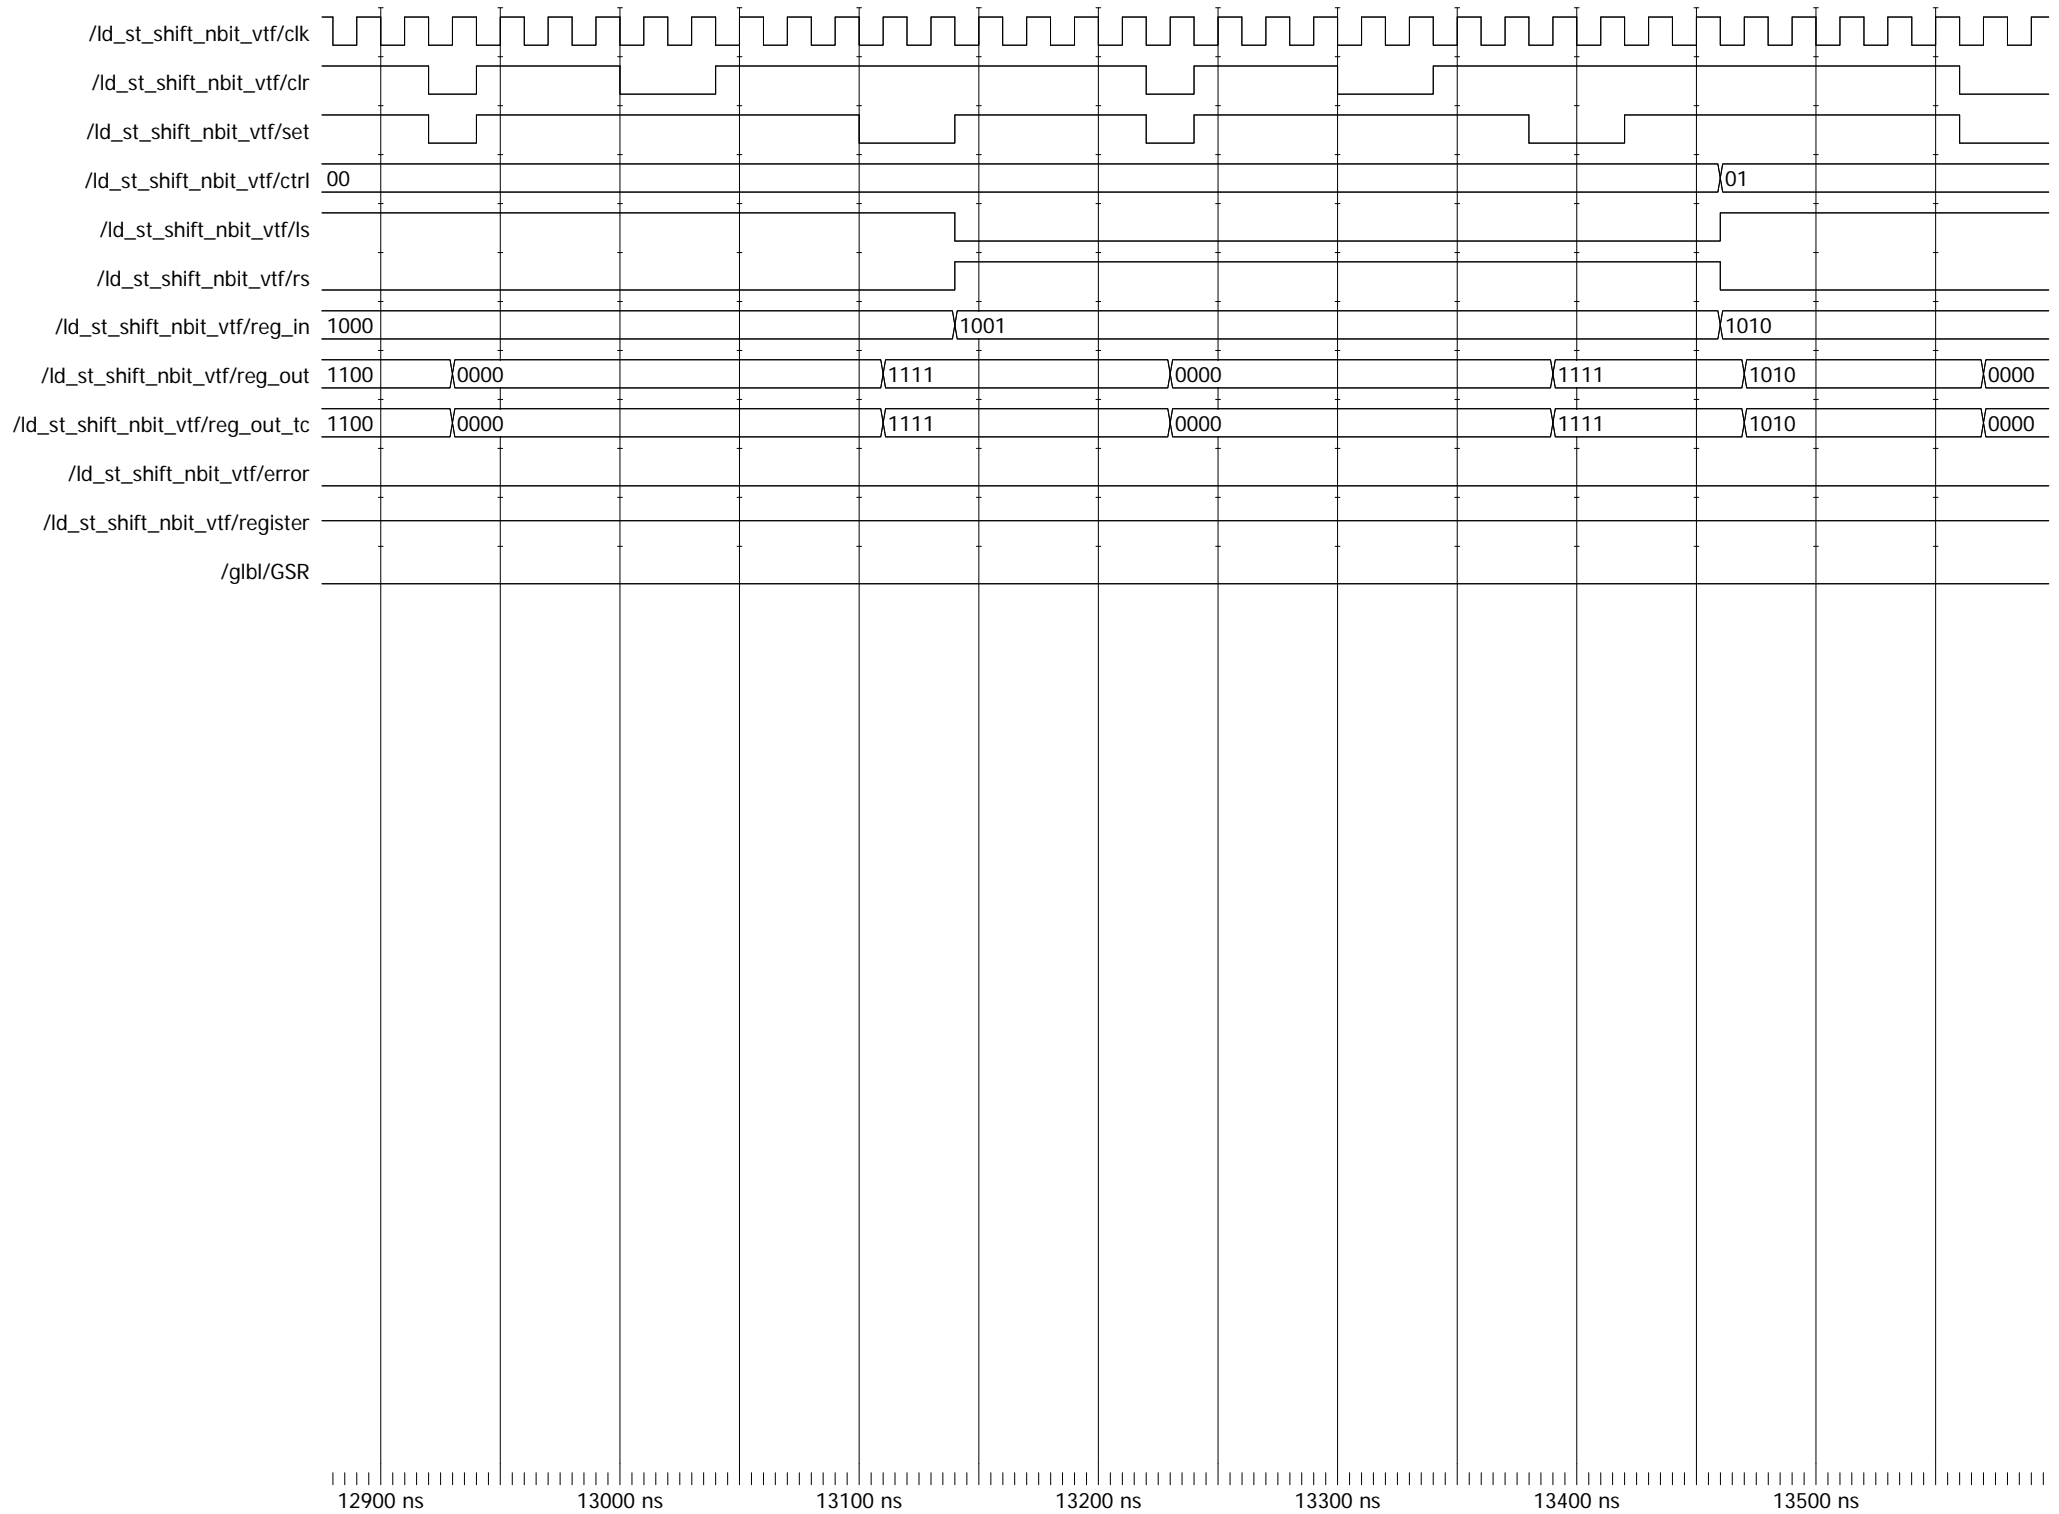 /ld_st_shift_nbit_vtf/clk
/ld_st_shift_nbit_vtf/clr
/ld_st_shift_nbit_vtf/set
/ld_st_shift_nbit_vtf/ctrl 00 01
/ld_st_shift_nbit_vtf/ls
/ld_st_shift_nbit_vtf/rs
/ld_st_shift_nbit_vtf/reg_in 1000 1001 1010
/ld_st_shift_nbit_vtf/reg_out 1100 0000 1111 0000 1111 1010 0000
/ld_st_shift_nbit_vtf/reg_out_tc 1100 0000 1111 0000 1111 1010 0000
/ld_st_shift_nbit_vtf/error
/ld_st_shift_nbit_vtf/register
/glbl/GSR
12900 ns 13000 ns 13100 ns 13200 ns 13300 ns 13400 ns 13500 ns